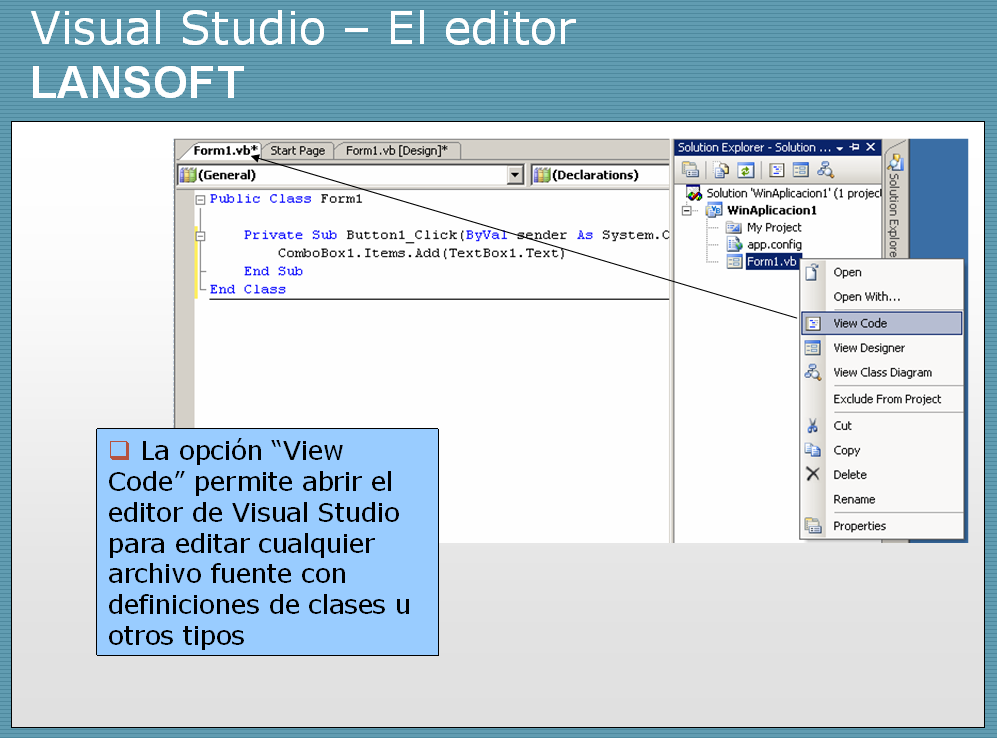 Visual Studio – El editor
LANSOFT
Form1.vb* Start Page Form1.vb [Design]*
(General) (Declarations)
Public Class Form1
Private Sub Button1_Click(ByVal sender As System.O
ComboBox1.Items.Add(TextBox1.Text)
End Sub
End Class
Solution Explorer - Solution ...
Solution 'WinAplicacion1' (1 project
WinAplicacion1
My Project
app.config
Form1.vb
Solution Explore
Open
Open With...
View Code
View Designer
View Class Diagram
Exclude From Project
Cut
Copy
Delete
Rename
Properties
La opción “View
Code” permite abrir el
editor de Visual Studio
para editar cualquier
archivo fuente con
definiciones de clases u
otros tipos